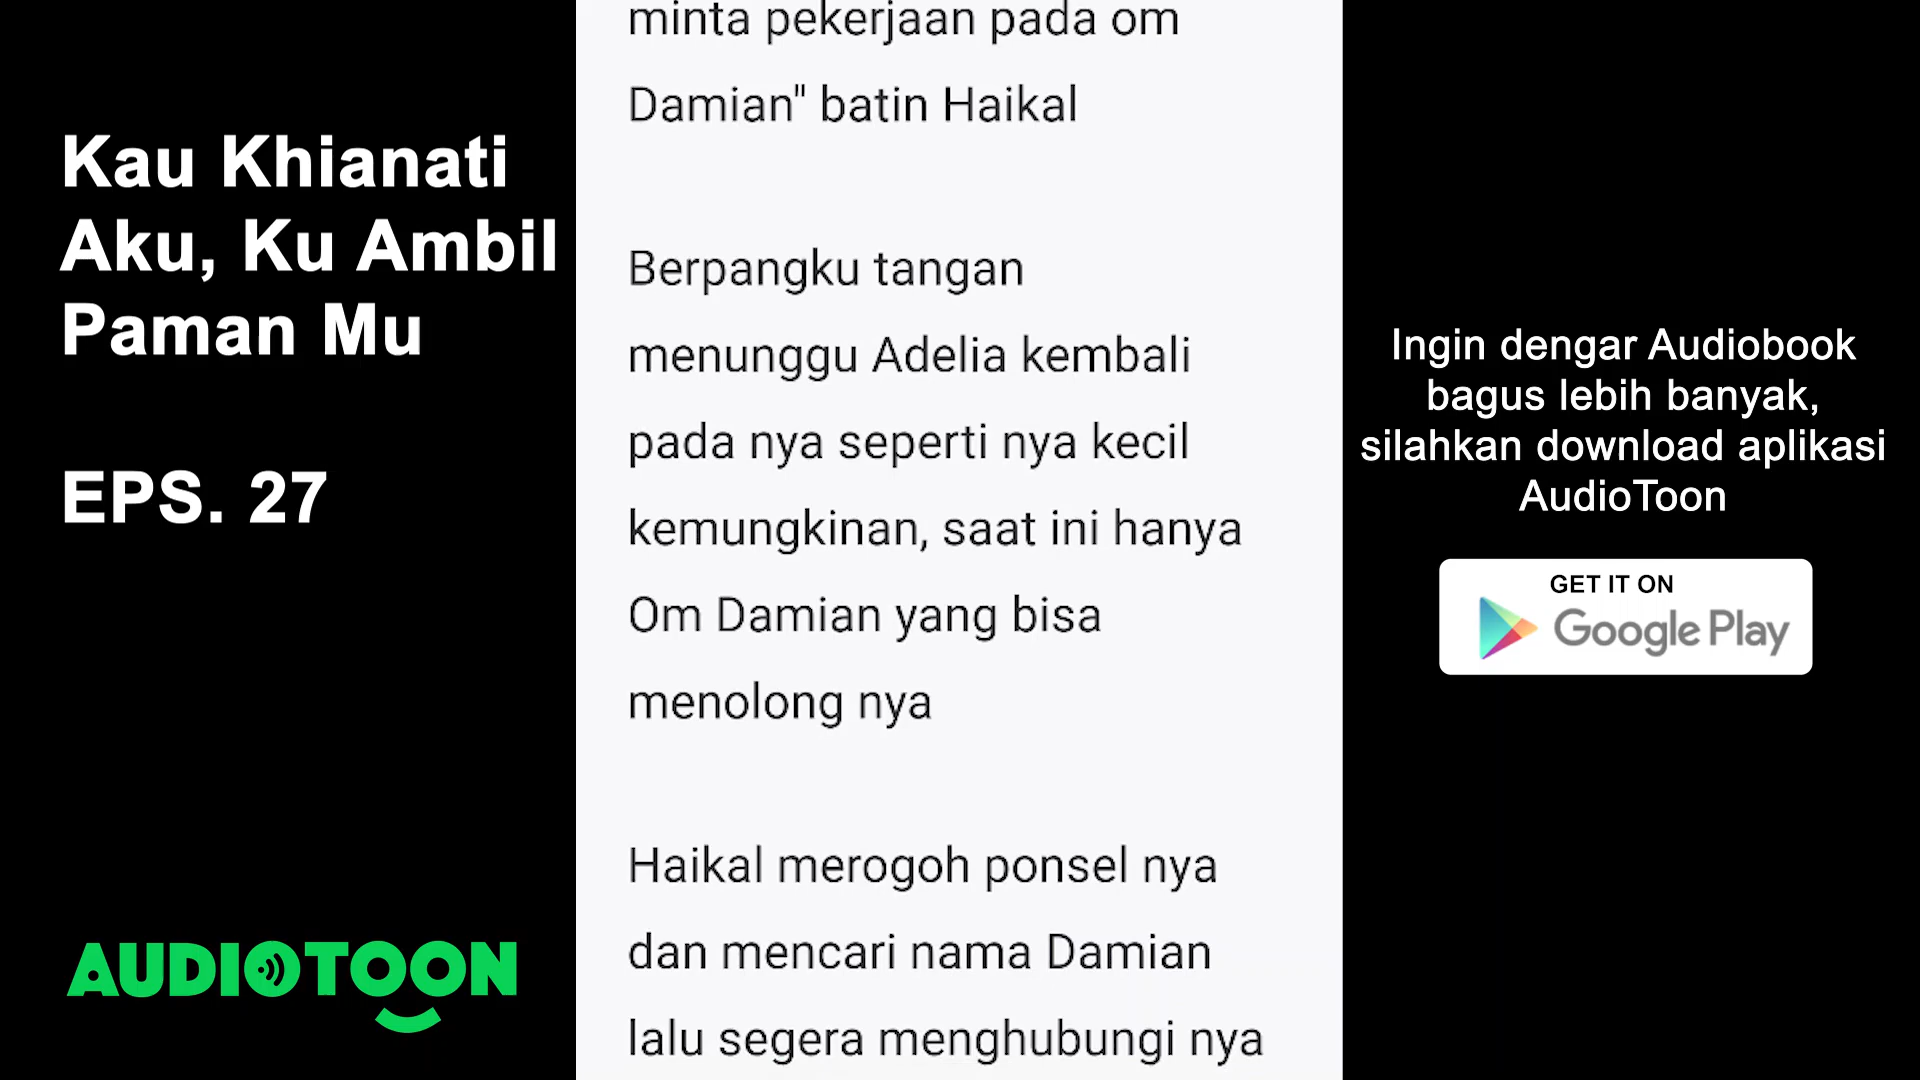 Kau Khianati
Aku, Ku Ambil
Paman Mu
EPS. 27
AUDIOTOON
minta pekerjaan pada om
Damian" batin Haikal
Berpangku tangan
menunggu Adelia kembali
pada nya seperti nya kecil
kemungkinan, saat ini hanya
Om Damian yang bisa
menolong nya
Haikal merogoh ponsel nya
dan mencari nama Damian
lalu segera menghubungi nya
Ingin dengar Audiobook
bagus lebih banyak,
silahkan download aplikasi
AudioToon
GET IT ON
Google Play